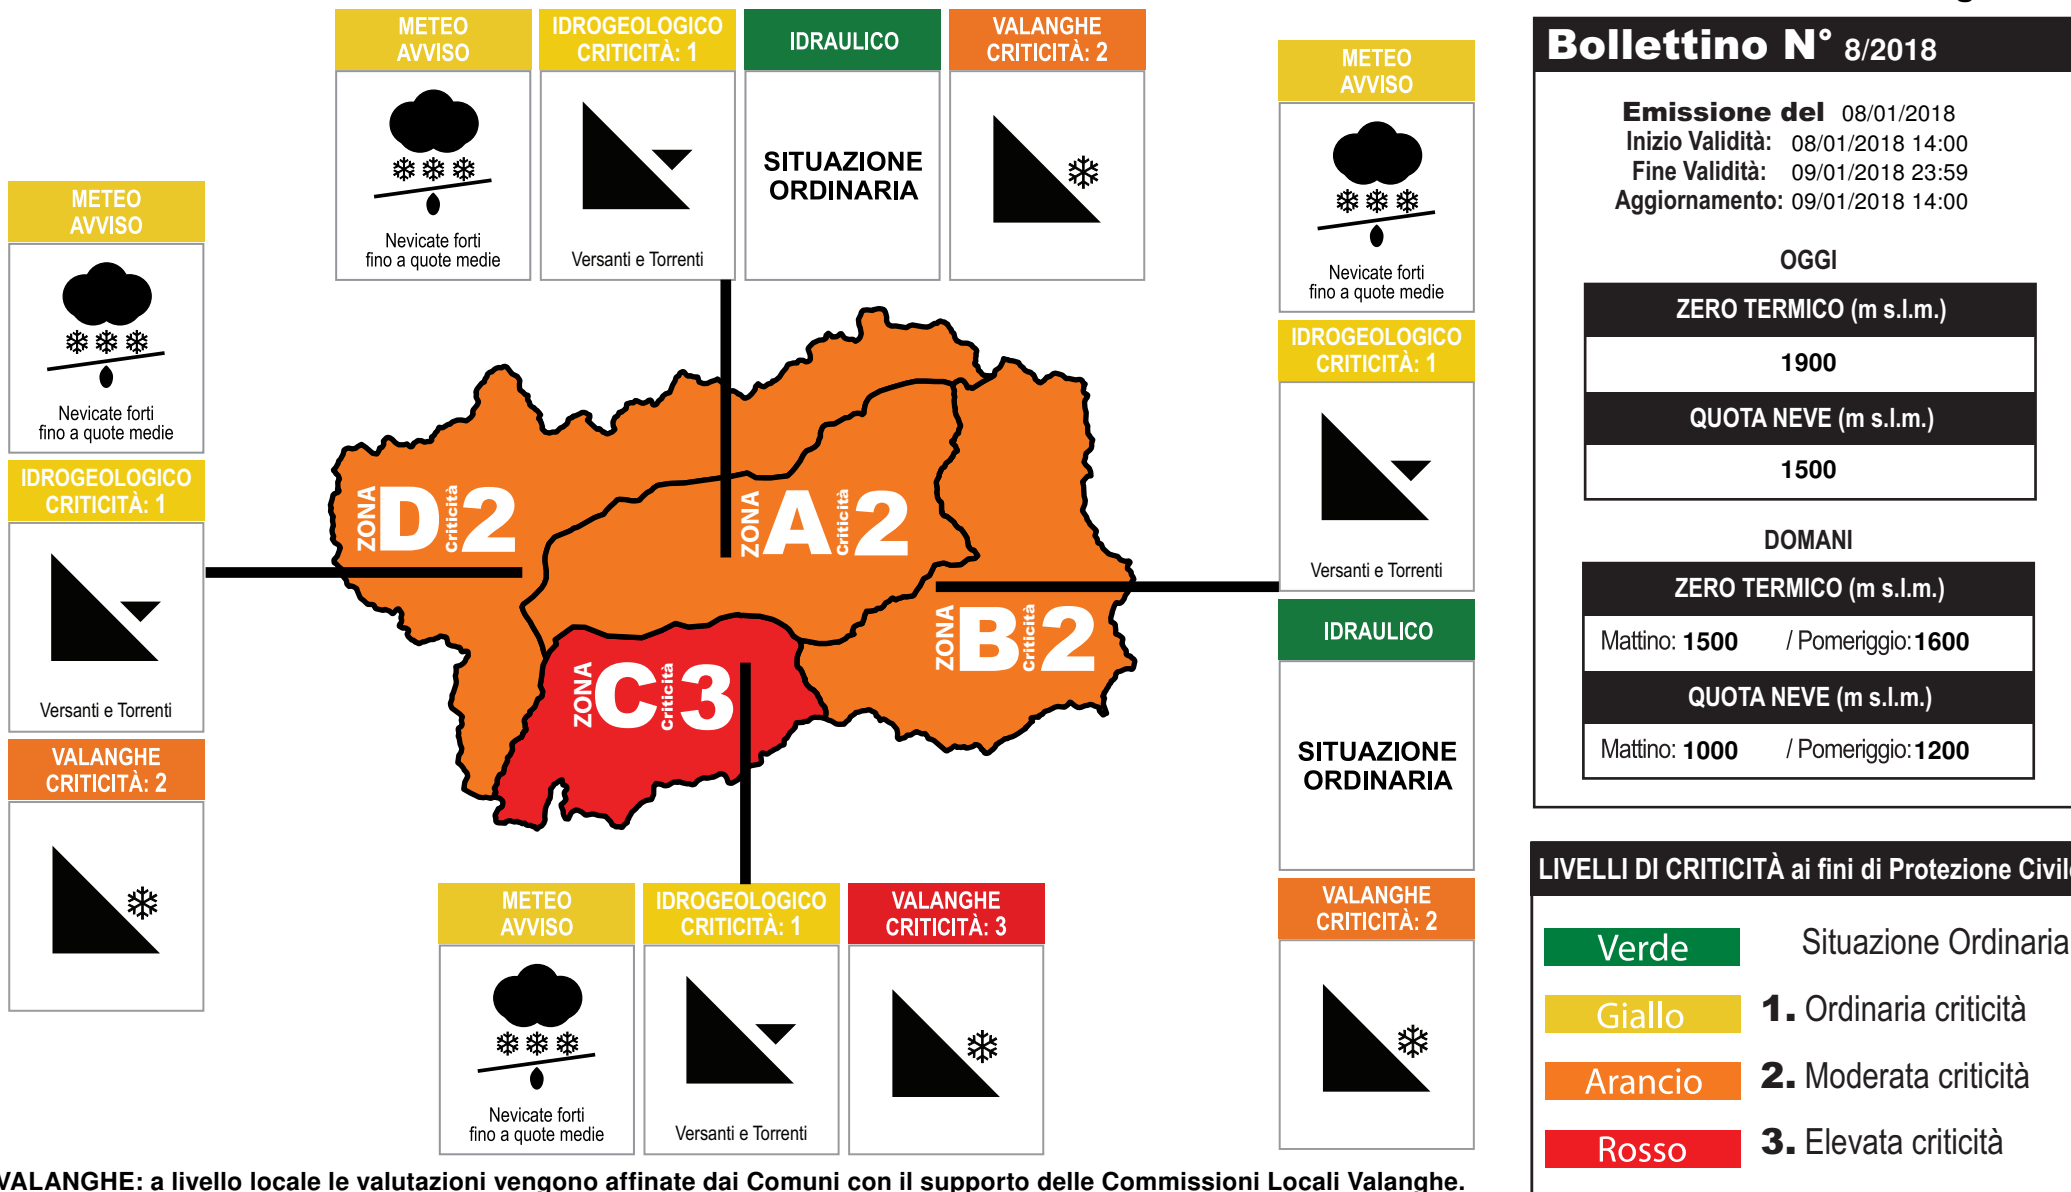 METEO
AVVISO
Nevicate forti
fino a quote medie
IDROGEOLOGICO
CRITICITÀ: 1
Versanti e Torrenti
IDRAULICO
SITUAZIONE
ORDINARIA
VALANGHE
CRITICITÀ: 2
METEO
AVVISO
Nevicate forti
fino a quote medie
IDROGEOLOGICO
CRITICITÀ: 1
Versanti e Torrenti
VALANGHE
CRITICITÀ: 2
ZONA D Criticità 2
ZONA A Criticità 2
ZONA B Criticità 2
ZONA C Criticità 3
METEO
AVVISO
Nevicate forti
fino a quote medie
IDROGEOLOGICO
CRITICITÀ: 1
Versanti e Torrenti
IDRAULICO
SITUAZIONE
ORDINARIA
VALANGHE
CRITICITÀ: 2
METEO
AVVISO
Nevicate forti
fino a quote medie
IDROGEOLOGICO
CRITICITÀ: 1
Versanti e Torrenti
VALANGHE
CRITICITÀ: 3
Bollettino N° 8/2018
Emissione del 08/01/2018
Inizio Validità: 08/01/2018 14:00
Fine Validità: 09/01/2018 23:59
Aggiornamento: 09/01/2018 14:00
OGGI
ZERO TERMICO (m s.l.m.)
1900
QUOTA NEVE (m s.l.m.)
1500
DOMANI
ZERO TERMICO (m s.l.m.)
Mattino: 1500 / Pomeriggio: 1600
QUOTA NEVE (m s.l.m.)
Mattino: 1000 / Pomeriggio: 1200
LIVELLI DI CRITICITÀ ai fini di Protezione Civile
Verde Situazione Ordinaria
Giallo 1. Ordinaria criticità
Arancio 2. Moderata criticità
Rosso 3. Elevata criticità
VALANGHE: a livello locale le valutazioni vengono affinate dai Comuni con il supporto delle Commissioni Locali Valanghe.